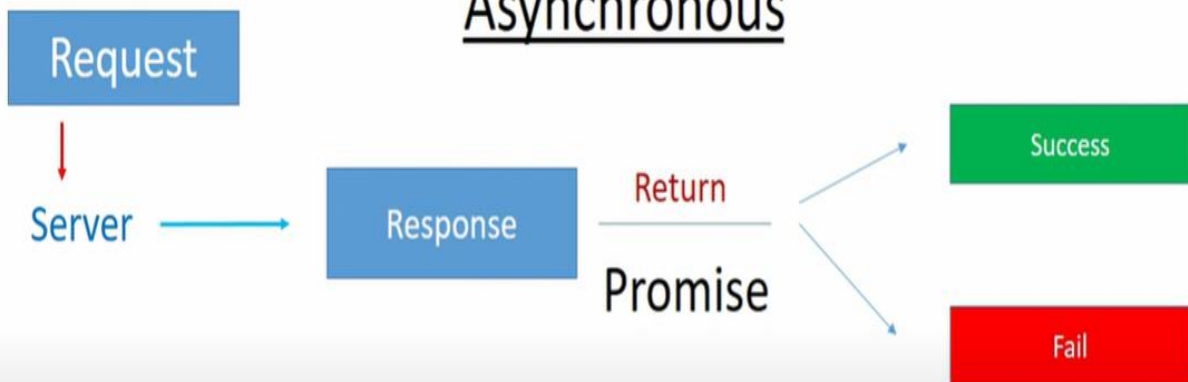 Asynchronous
Request
Server
Response
Return
Promise
Success
Fail